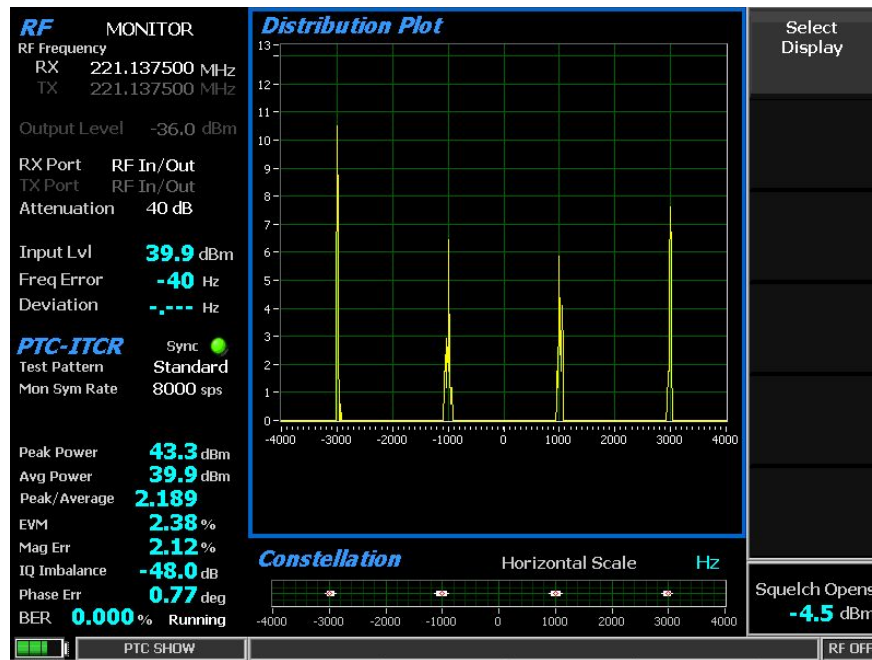 RF MONITOR
RF Frequency
RX 221.137500 MHz
TX 221.137500 MHz
Output Level -36.0 dBm
RX Port RF In/Out
TX Port RF In/Out
Attenuation 40 dB
Input Lvl 39.9 dBm
Freq Error -40 Hz
Deviation -.--- Hz
PTC-ITCR Sync
Test Pattern Standard
Mon Sym Rate 8000 sps
Peak Power 43.3 dBm
Avg Power 39.9 dBm
Peak/Average 2.189
EVM 2.38 %
Mag Err 2.12 %
IQ Imbalance -48.0 dB
Phase Err 0.77 deg
BER 0.000 % Running
Distribution Plot
13
12
11
10
9
8
7
6
5
4
3
2
1
0
-4000 -3000 -2000 -1000 0 1000 2000 3000 4000
Constellation Horizontal Scale Hz
-4000 -3000 -2000 -1000 0 1000 2000 3000 4000
Select
Display
Squelch Opens
-4.5 dBm
PTC SHOW
RF OFF